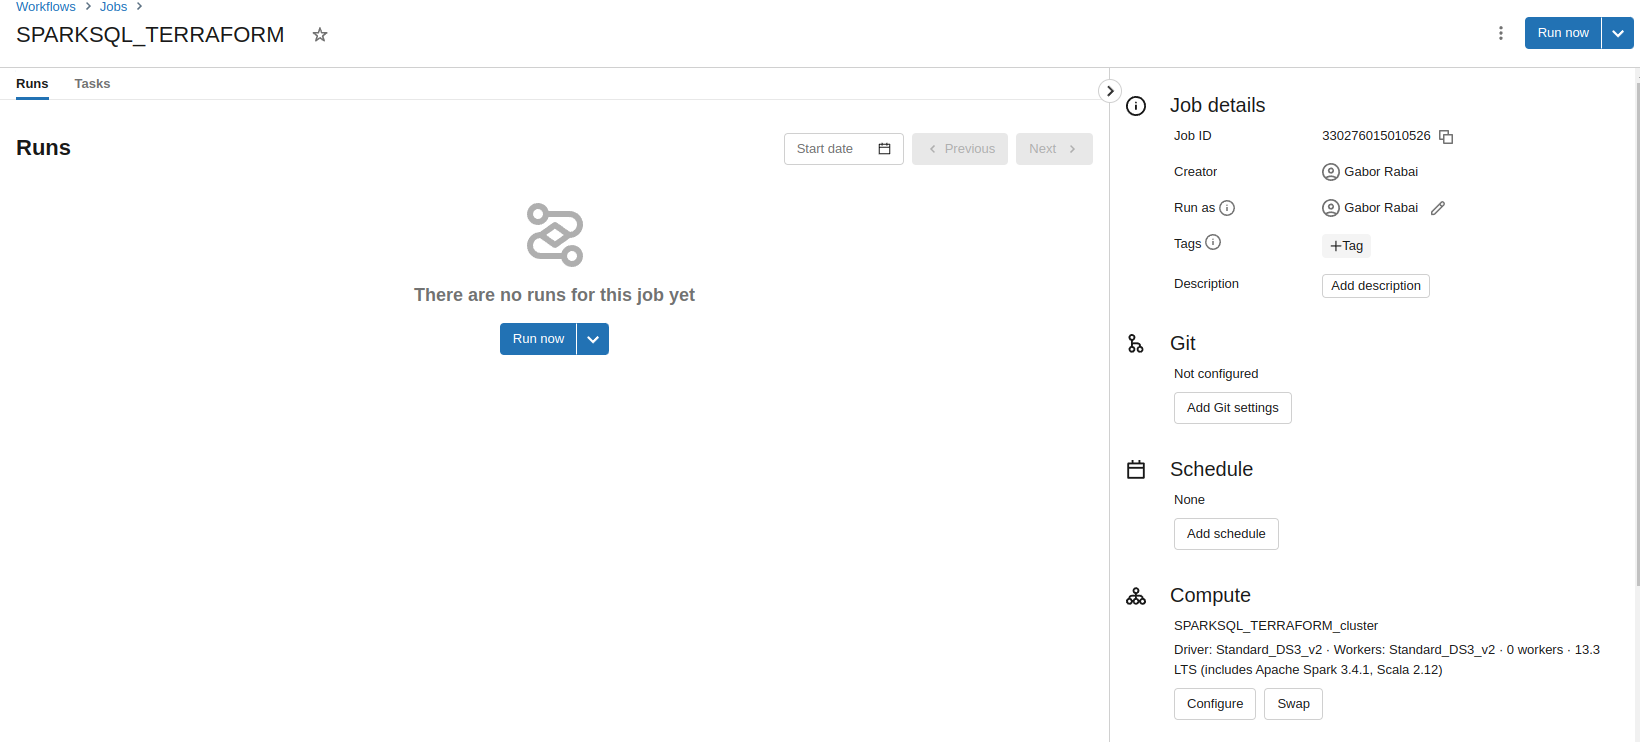 Workflows > Jobs >
SPARKSQL_TERRAFORM
Run now
Runs Tasks
Runs
Start date Previous Next
There are no runs for this job yet
Run now
Job details
Job ID 330276015010526
Creator Gabor Rabai
Run as Gabor Rabai
Tags +Tag
Description Add description
Git
Not configured
Add Git settings
Schedule
None
Add schedule
Compute
SPARKSQL_TERRAFORM_cluster
Driver: Standard_DS3_v2 · Workers: Standard_DS3_v2 · 0 workers · 13.3
LTS (includes Apache Spark 3.4.1, Scala 2.12)
Configure Swap